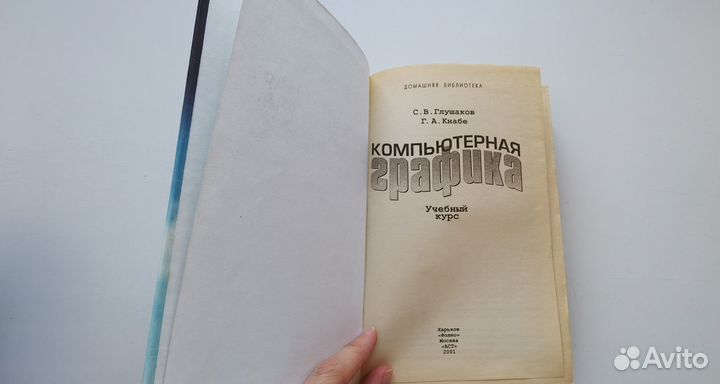 ДОМАШНЯЯ БИБЛИОТЕКА
С.В.Глушаков
Г.А.Кнабе
КОМПЬЮТЕРНАЯ
графика
Учебный
курс
Харьков
«Фолио»
Москва
«АСТ»
2001
Avito